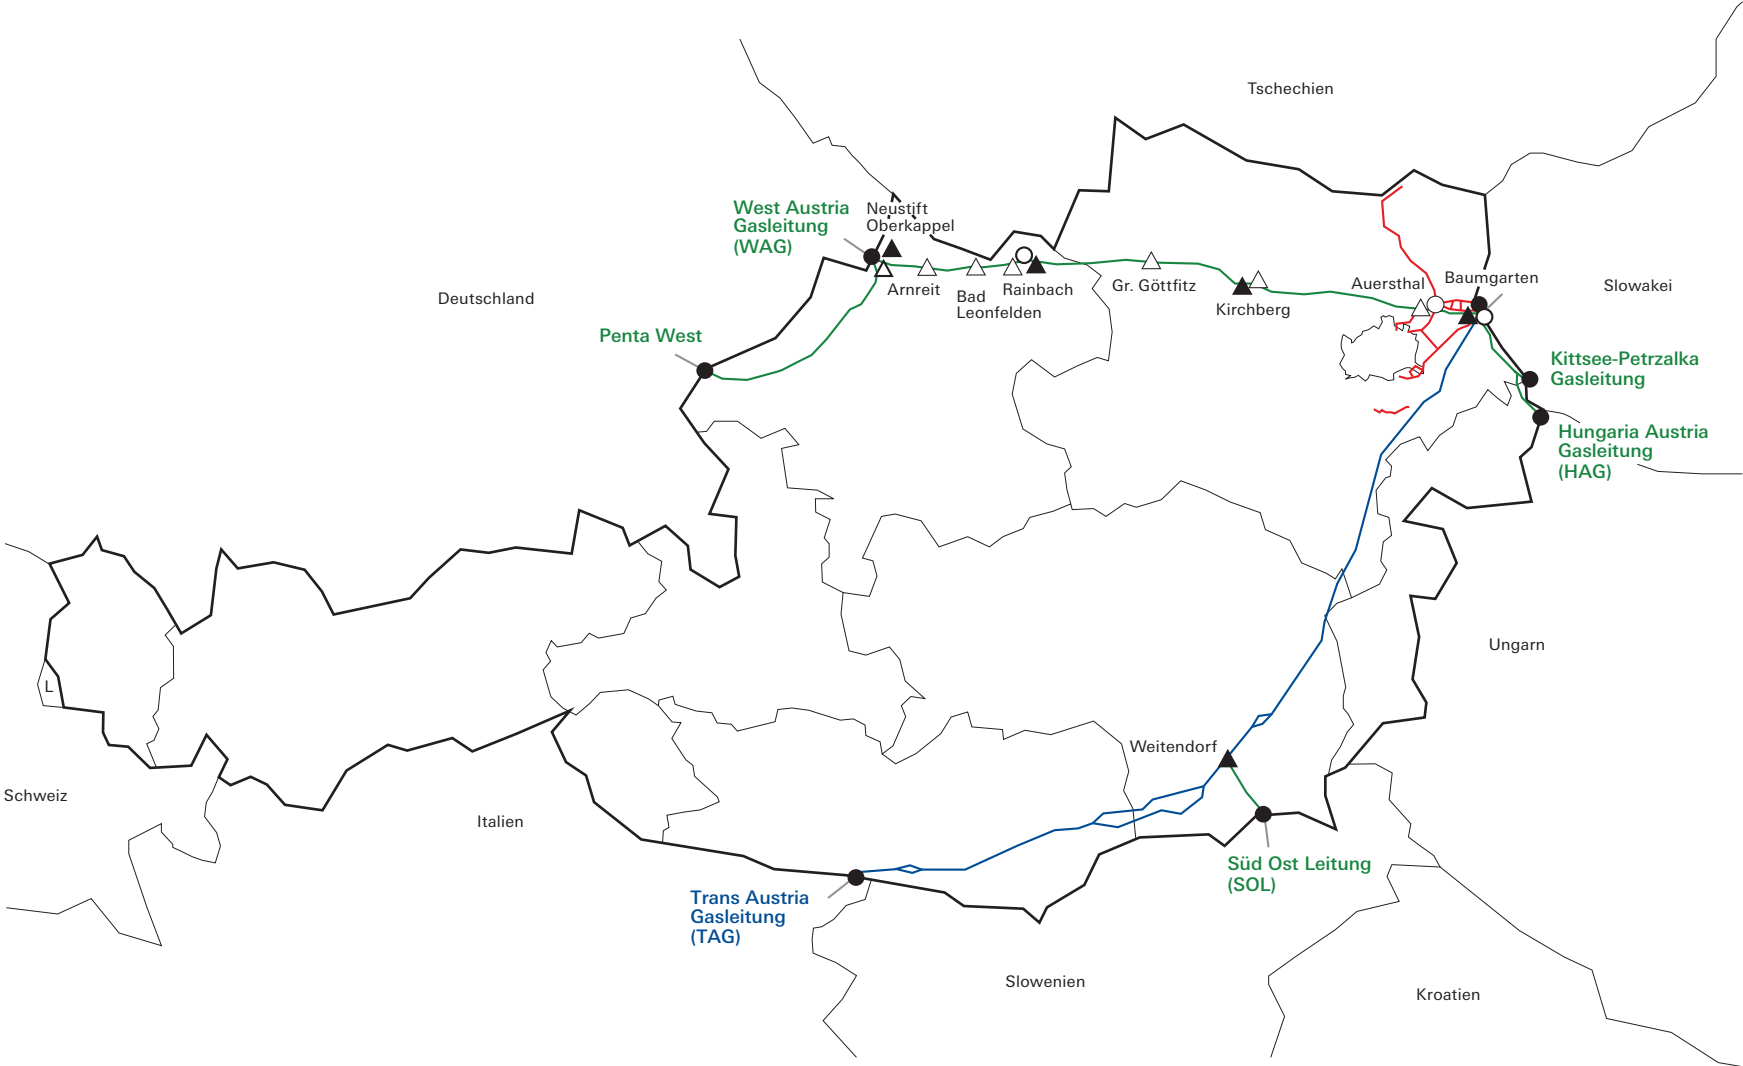 Tschechien
West Austria
Gasleitung
(WAG)
Neustift
Oberkappel
Arnreit
Bad
Leonfelden
Rainbach
Gr. Göttfitz
Kirchberg
Auersthal
Baumgarten
Slowakei
Deutschland
Penta West
Kittsee-Petrzalka
Gasleitung
Hungaria Austria
Gasleitung
(HAG)
Ungarn
L
Weitendorf
Schweiz
Italien
Süd Ost Leitung
(SOL)
Trans Austria
Gasleitung
(TAG)
Slowenien
Kroatien